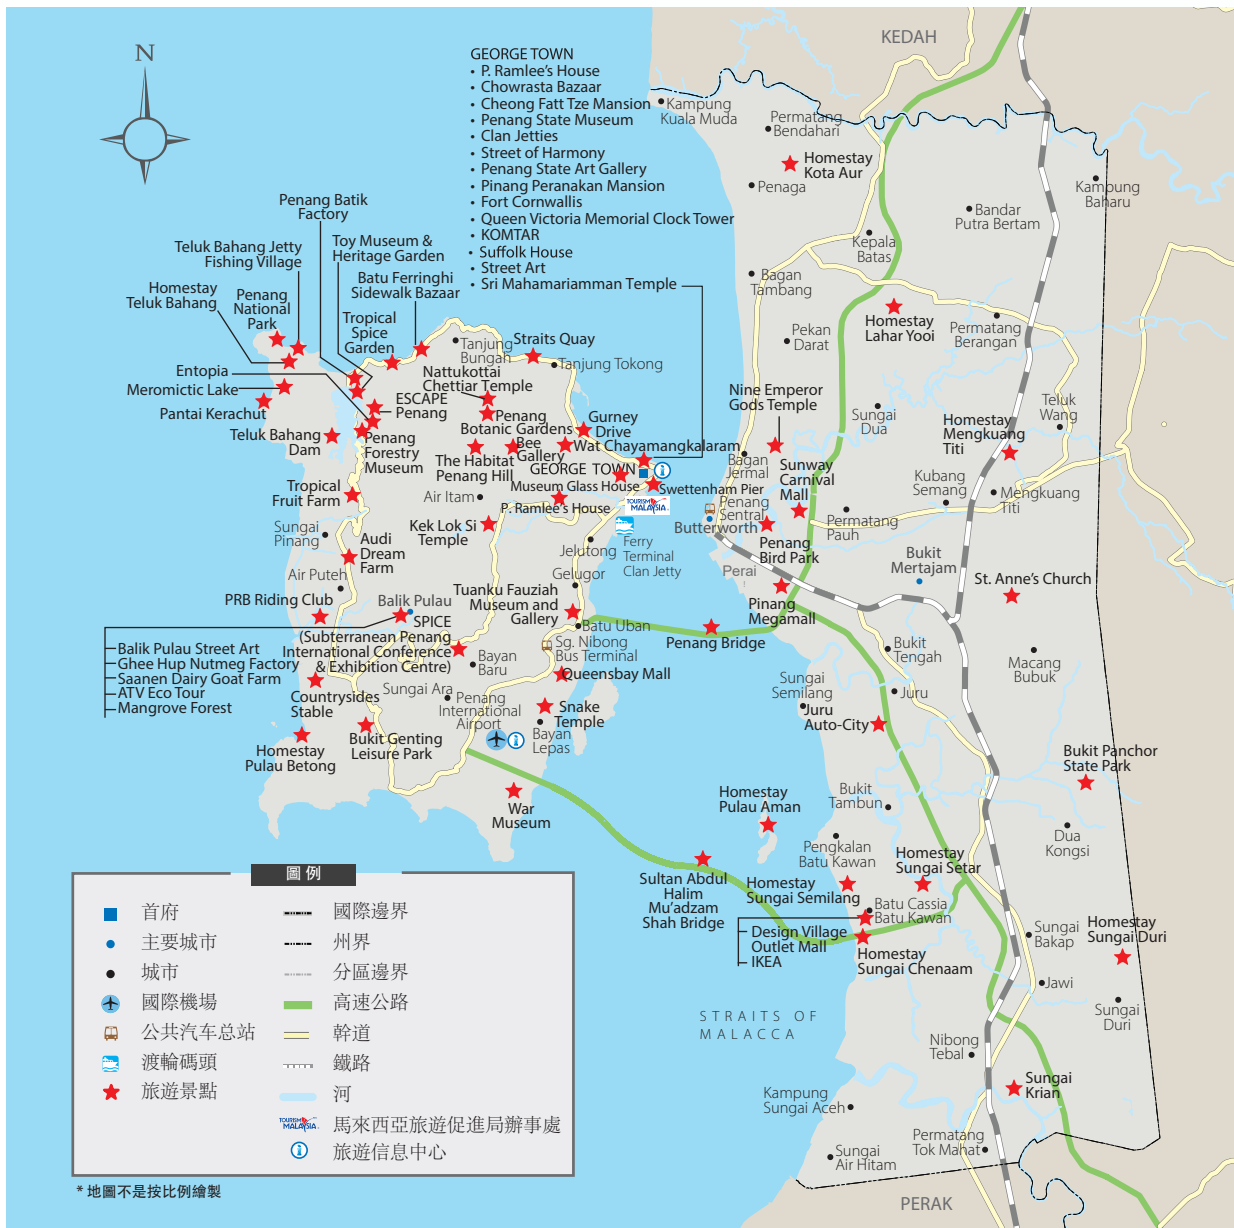 N
KEDAH
GEORGE TOWN
• P. Ramlee's House
• Chowrasta Bazaar
• Cheong Fatt Tze Mansion
• Penang State Museum
• Clan Jetties
• Street of Harmony
• Penang State Art Gallery
• Pinang Peranakan Mansion
• Fort Cornwallis
• Queen Victoria Memorial Clock Tower
• KOMTAR
• Suffolk House
• Street Art
• Sri Mahamariamman Temple
Kampung
Kuala Muda
Permatang
Bendahari
Homestay
Kota Aur
Penaga
Kampung
Baharu
Bandar
Putra Bertam
Kepala
Batas
Bagan
Tambang
Pekan
Darat
Homestay
Lahar Yooi
Permatang
Berangan
Penang Batik
Factory
Toy Museum &
Heritage Garden
Teluk Bahang Jetty
Fishing Village
Batu Ferringhi
Sidewalk Bazaar
Homestay
Teluk Bahang
Penang
National
Park
Tropical
Spice
Garden
Tanjung
Bungah
Straits Quay
Tanjung Tokong
Entopia
Meromictic Lake
Pantai Kerachut
Nattukottai
Chettiar Temple
ESCAPE
Penang
Penang
Botanic Gardens
Bee
Gallery
Gurney
Drive
Wat Chayamangkalaram
Teluk Bahang
Dam
Penang
Forestry
Museum
The Habitat
Penang Hill
GEORGE TOWN
Museum Glass House
Swettenham Pier
Tropical
Fruit Farm
Air Itam
P. Ramlee's House
TOURISM
MALAYSIA
Sungai
Pinang
Kek Lok Si
Temple
Ferry
Terminal
Clan Jetty
Jelutong
Audi
Dream
Farm
Air Puteh
Gelugor
PRB Riding Club
Balik Pulau
Tuanku Fauziah
Museum and
Gallery
SPICE
(Subterranean Penang
International Conference
& Exhibition Centre)
Batu Uban
Sg. Nibong
Bus Terminal
Bayan
Baru
Queensbay Mall
Balik Pulau Street Art
Ghee Hup Nutmeg Factory
Saanen Dairy Goat Farm
ATV Eco Tour
Mangrove Forest
Countrysides
Stable
Sungai Ara
Penang
International
Airport
Snake
Temple
Bayan
Lepas
Homestay
Pulau Betong
Bukit Genting
Leisure Park
War
Museum
Nine Emperor
Gods Temple
Sungai
Dua
Teluk
Wang
Homestay
Mengkuang
Titi
Bagan
Jermal
Sunway
Carnival
Mall
Kubang
Semang
Mengkuang
Titi
Penang
Sentral
Butterworth
Permatang
Pauh
Penang
Bird Park
Perai
Bukit
Mertajam
St. Anne's Church
Pinang
Megamall
Penang Bridge
Bukit
Tengah
Macang
Bubuk
Sungai
Semilang
Juru
Juru
Auto-City
Bukit Panchor
State Park
Homestay
Pulau Aman
Bukit
Tambun
Dua
Kongsi
Pengkalan
Batu Kawan
Homestay
Sungai Setar
Sultan Abdul
Halim
Mu'adzam
Shah Bridge
Homestay
Sungai Semilang
Batu Cassia
Batu Kawan
Design Village
Outlet Mall
IKEA
Homestay
Sungai Chenaam
Sungai
Bakap
Homestay
Sungai Duri
Jawi
Sungai
Duri
STRAITS OF
MALACCA
Nibong
Tebal
Sungai
Krian
Kampung
Sungai Aceh
Permatang
Tok Mahat
Sungai
Air Hitam
PERAK
圖例
首府
主要城市
城市
國際機場
公共汽车总站
渡輪碼頭
旅遊景點
國際邊界
州界
分區邊界
高速公路
幹道
鐵路
河
TOURISM
MALAYSIA
馬來西亞旅遊促進局辦事處
旅遊信息中心
* 地圖不是按比例繪製